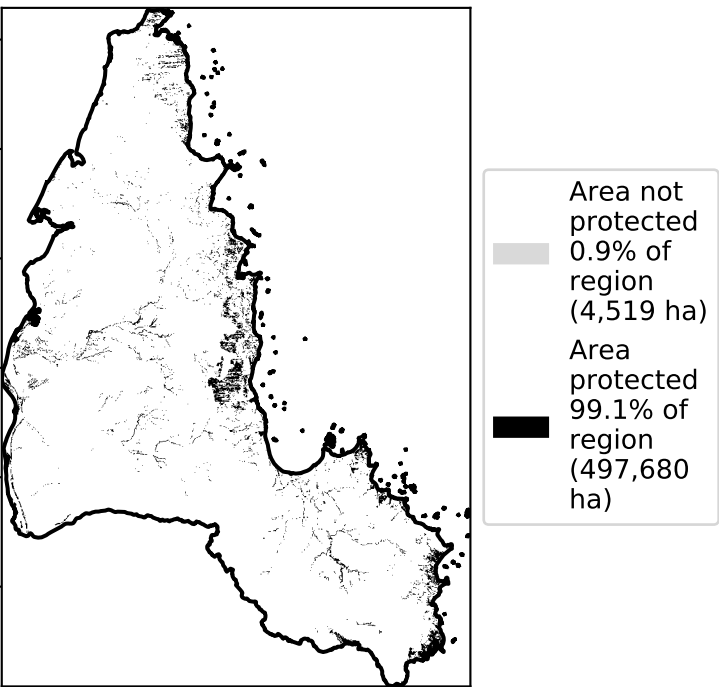 Area not
protected
0.9% of
region
(4,519 ha)
Area
protected
99.1% of
region
(497,680
ha)